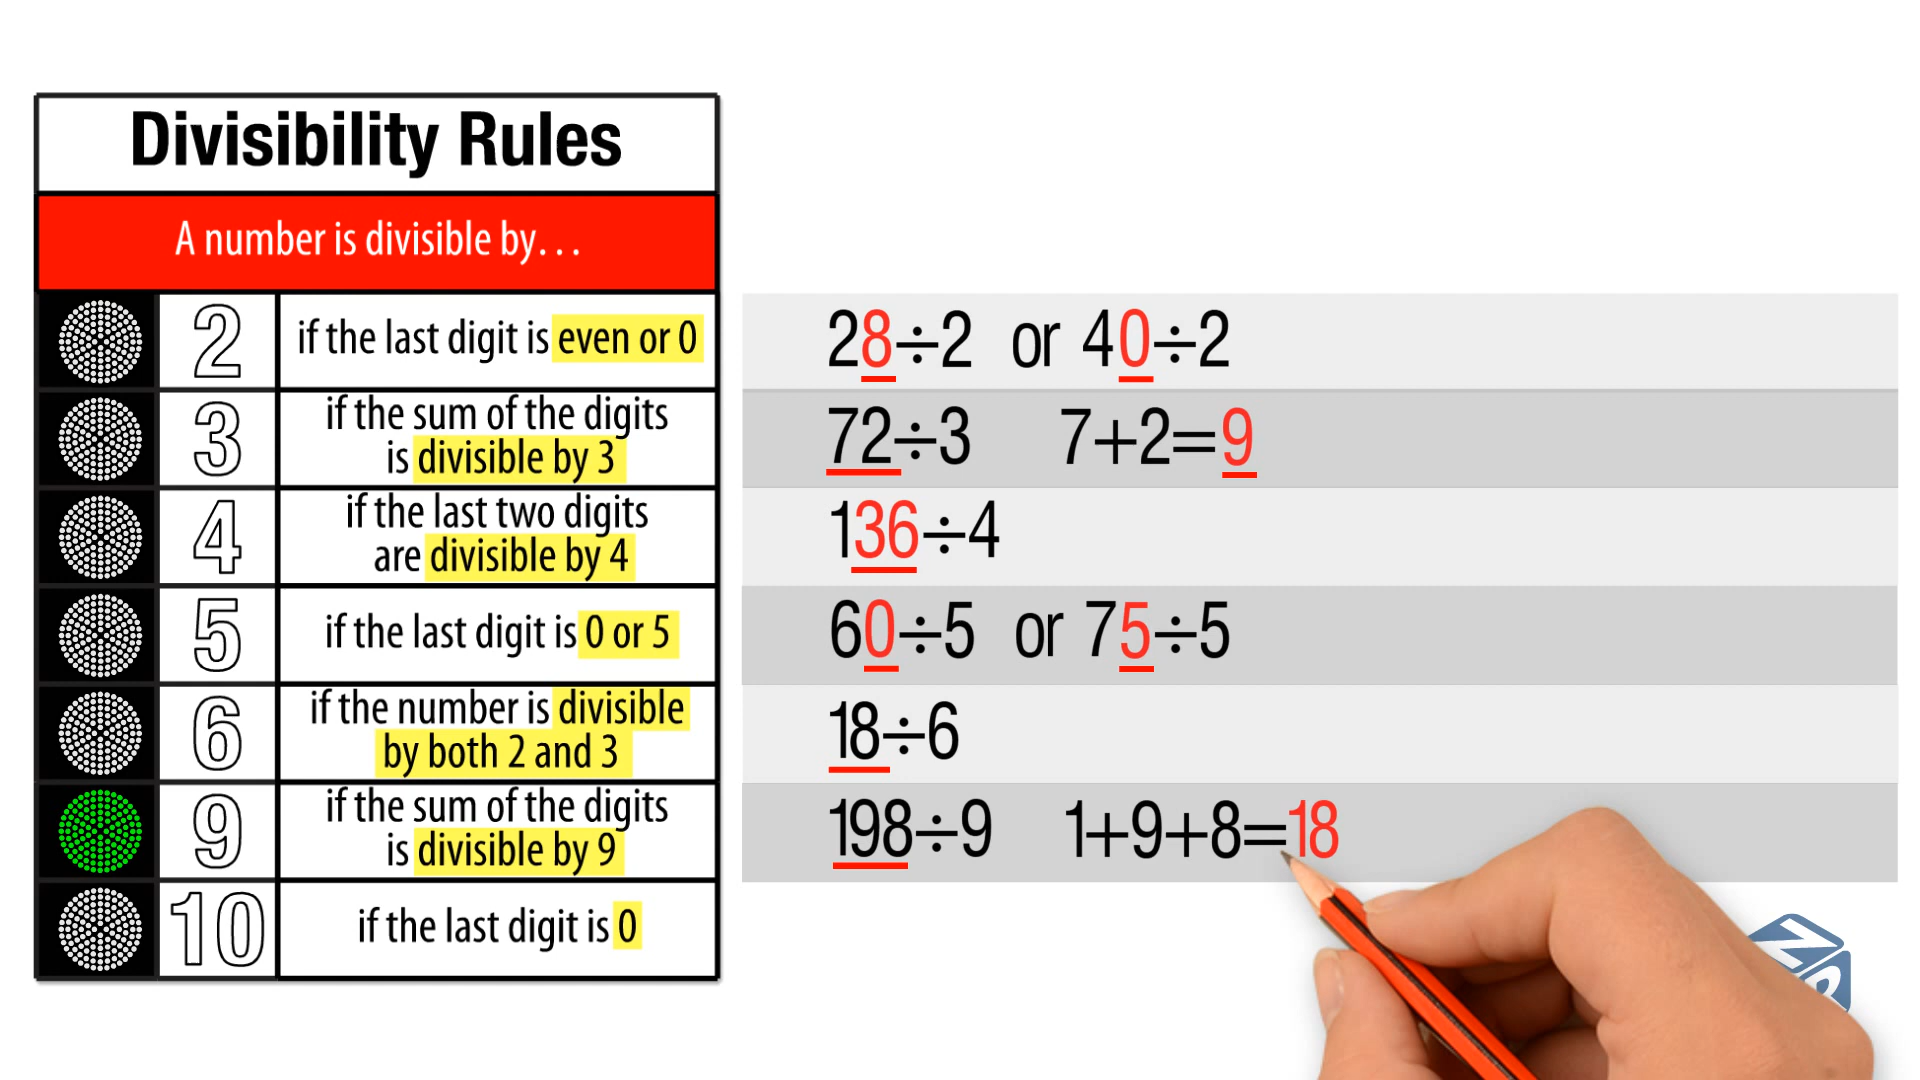 Divisibility Rules
A number is divisible by...
2
if the last digit is even or 0
28÷2 or 40÷2
3
if the sum of the digits
is divisible by 3
72÷3 7+2=9
4
if the last two digits
are divisible by 4
136÷4
5
if the last digit is 0 or 5
60÷5 or 75÷5
6
if the number is divisible
by both 2 and 3
18÷6
9
if the sum of the digits
is divisible by 9
198÷9 1+9+8=18
10
if the last digit is 0